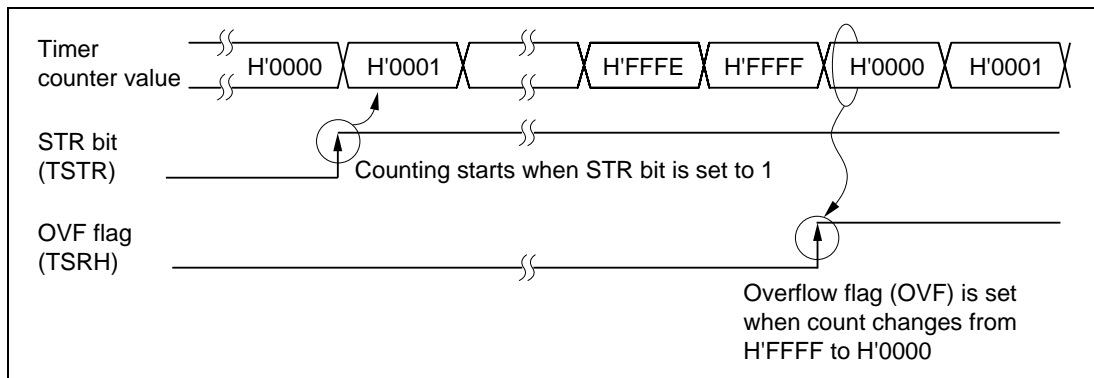 Timer
counter value
H'0000 H'0001 H'FFFE H'FFFF H'0000 H'0001
STR bit
(TSTR)
Counting starts when STR bit is set to 1
OVF flag
(TSRH)
Overflow flag (OVF) is set
when count changes from
H'FFFF to H'0000